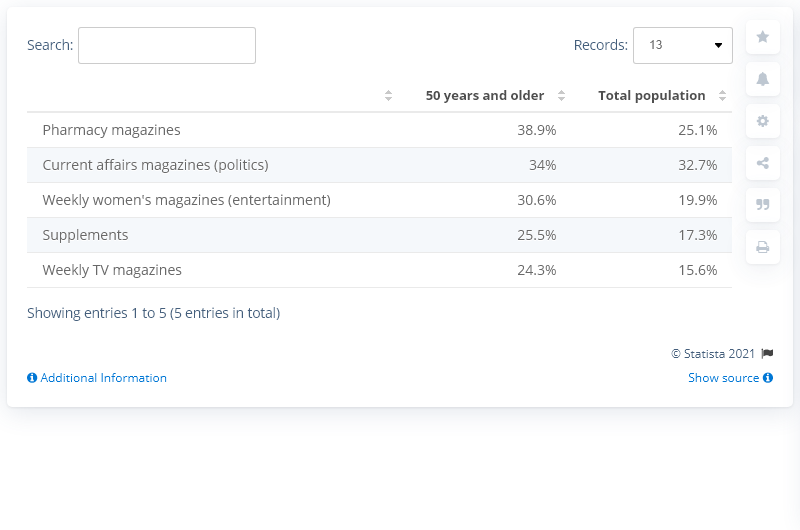 Search:
Records: 13
50 years and older Total population
Pharmacy magazines 38.9% 25.1%
Current affairs magazines (politics) 34% 32.7%
Weekly women's magazines (entertainment) 30.6% 19.9%
Supplements 25.5% 17.3%
Weekly TV magazines 24.3% 15.6%
Showing entries 1 to 5 (5 entries in total)
© Statista 2021
Additional Information Show source